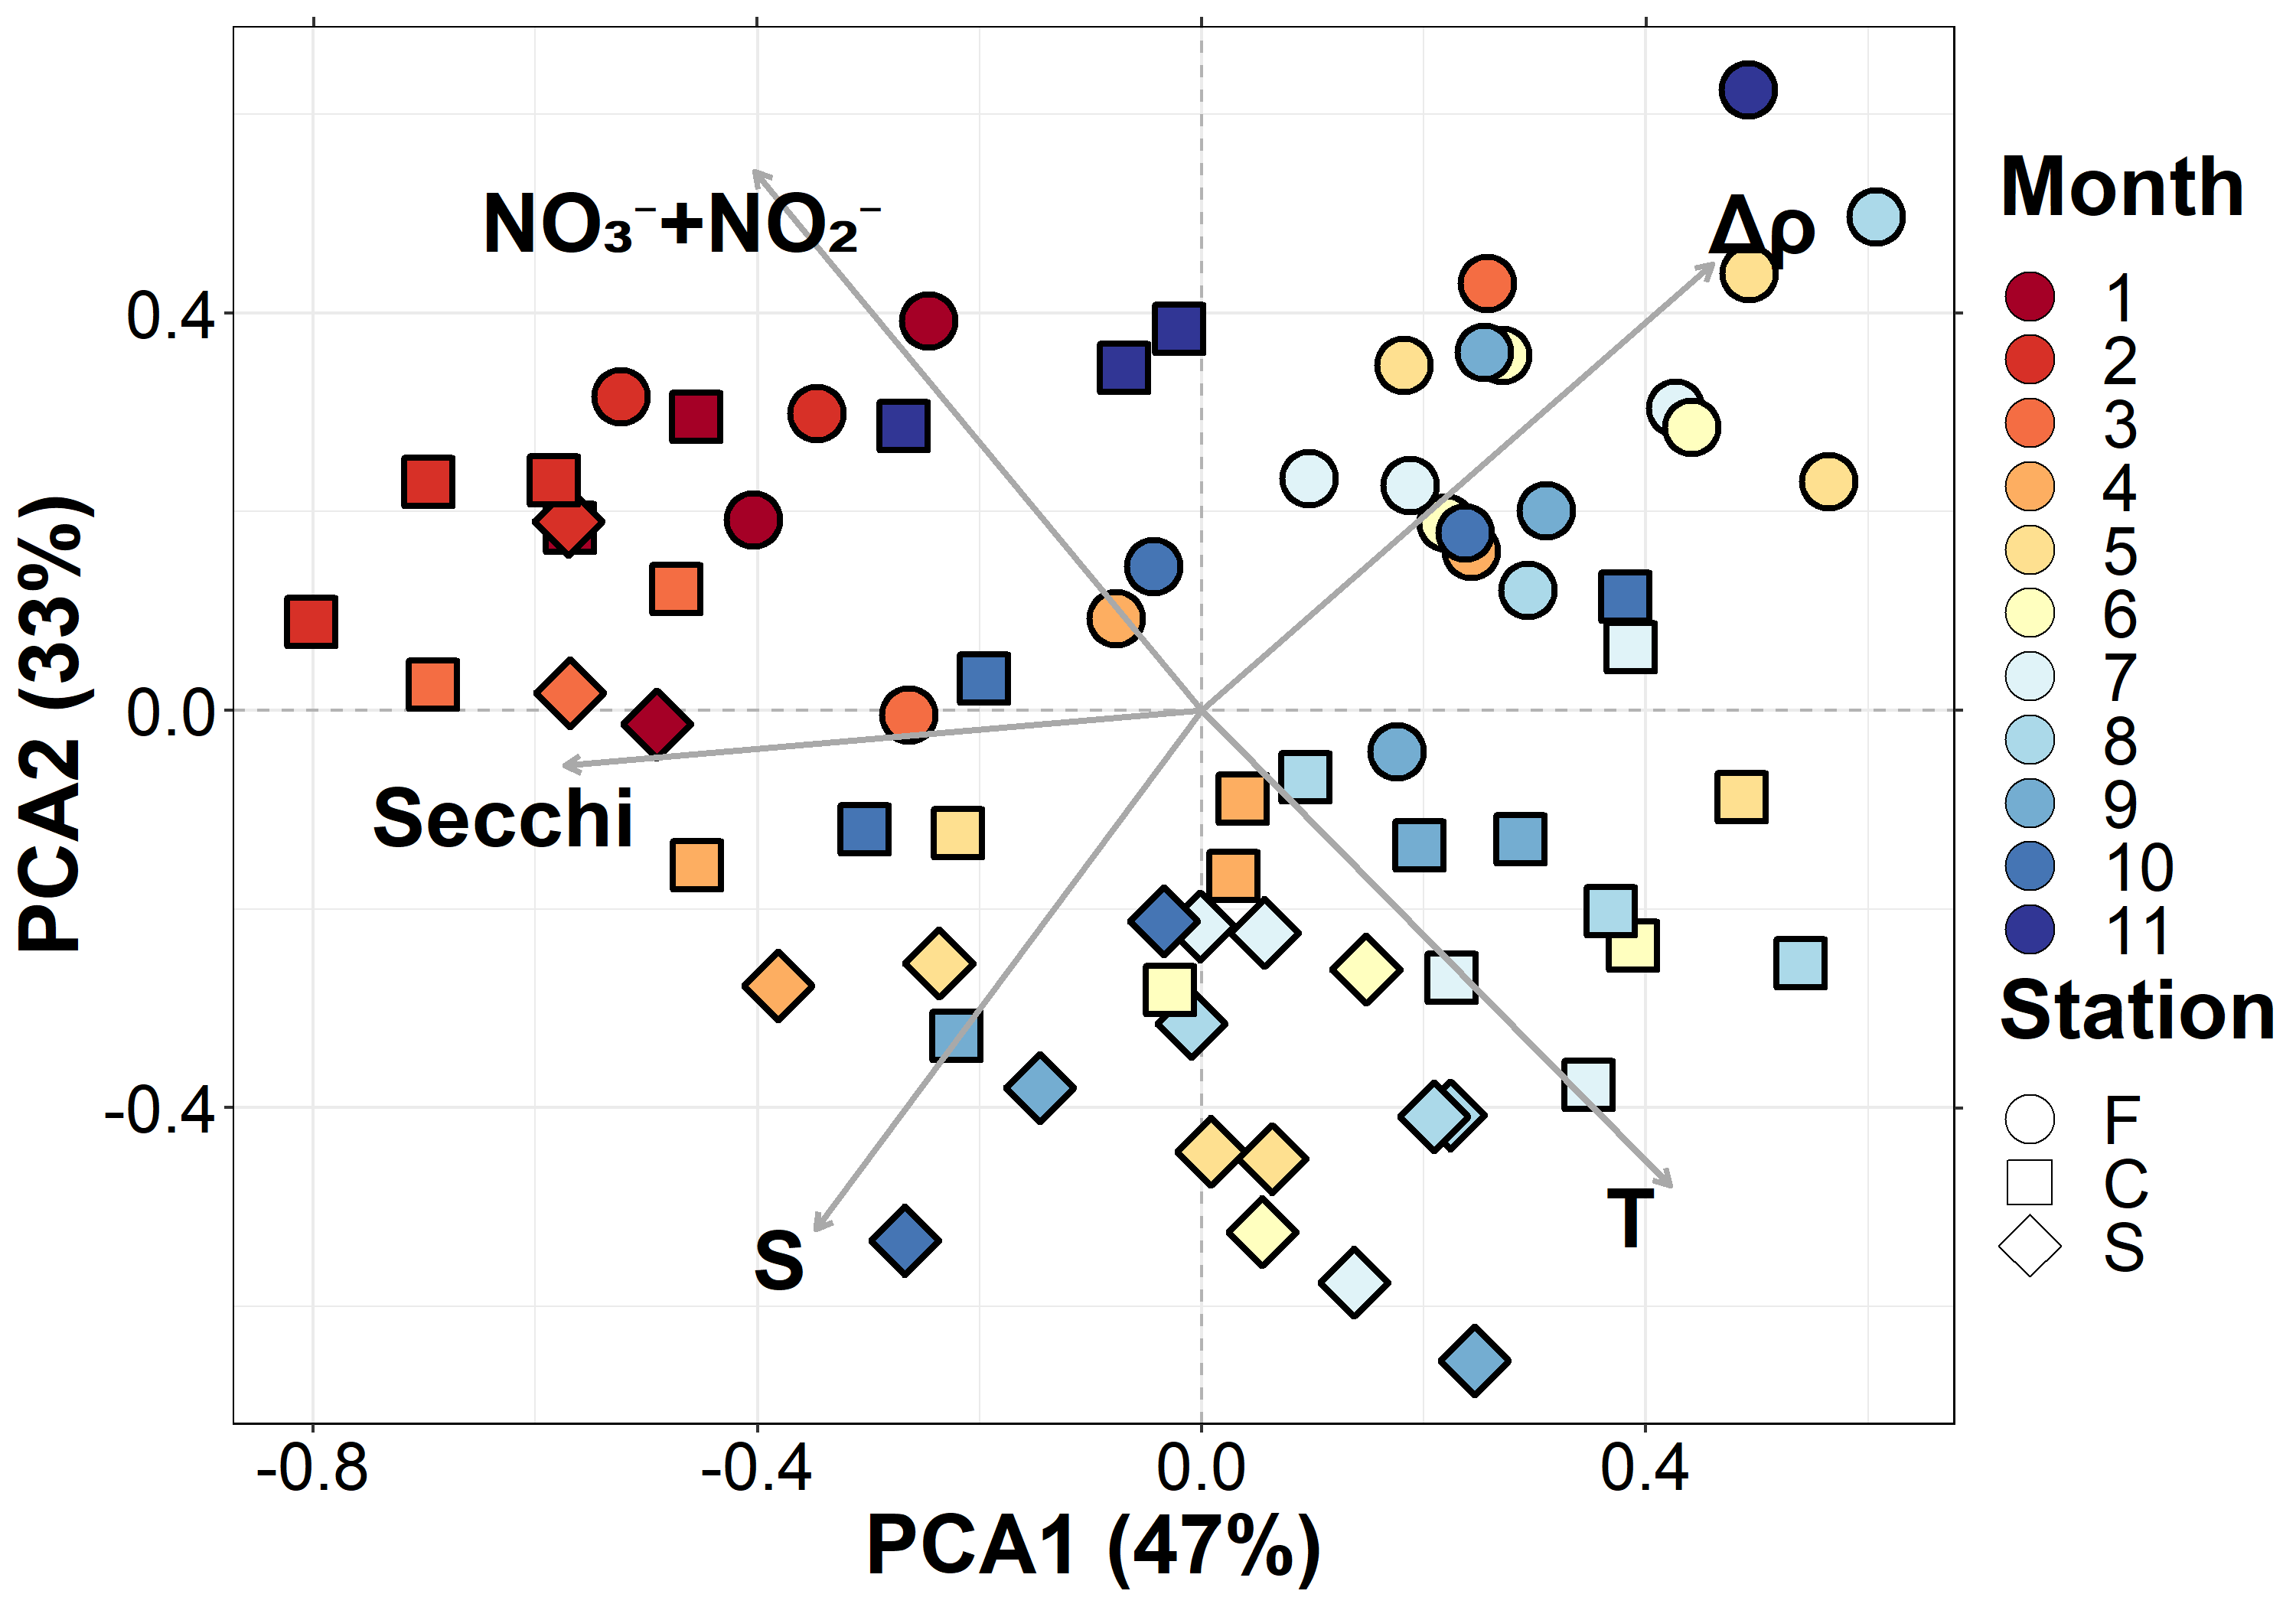 NO₃⁻+NO₂⁻
Δρ
Secchi
S
T
0.4
0.0
-0.4
-0.8
-0.4
0.0
0.4
PCA1 (47%)
PCA2 (33%)
Month
1
2
3
4
5
6
7
8
9
10
11
Station
F
C
S